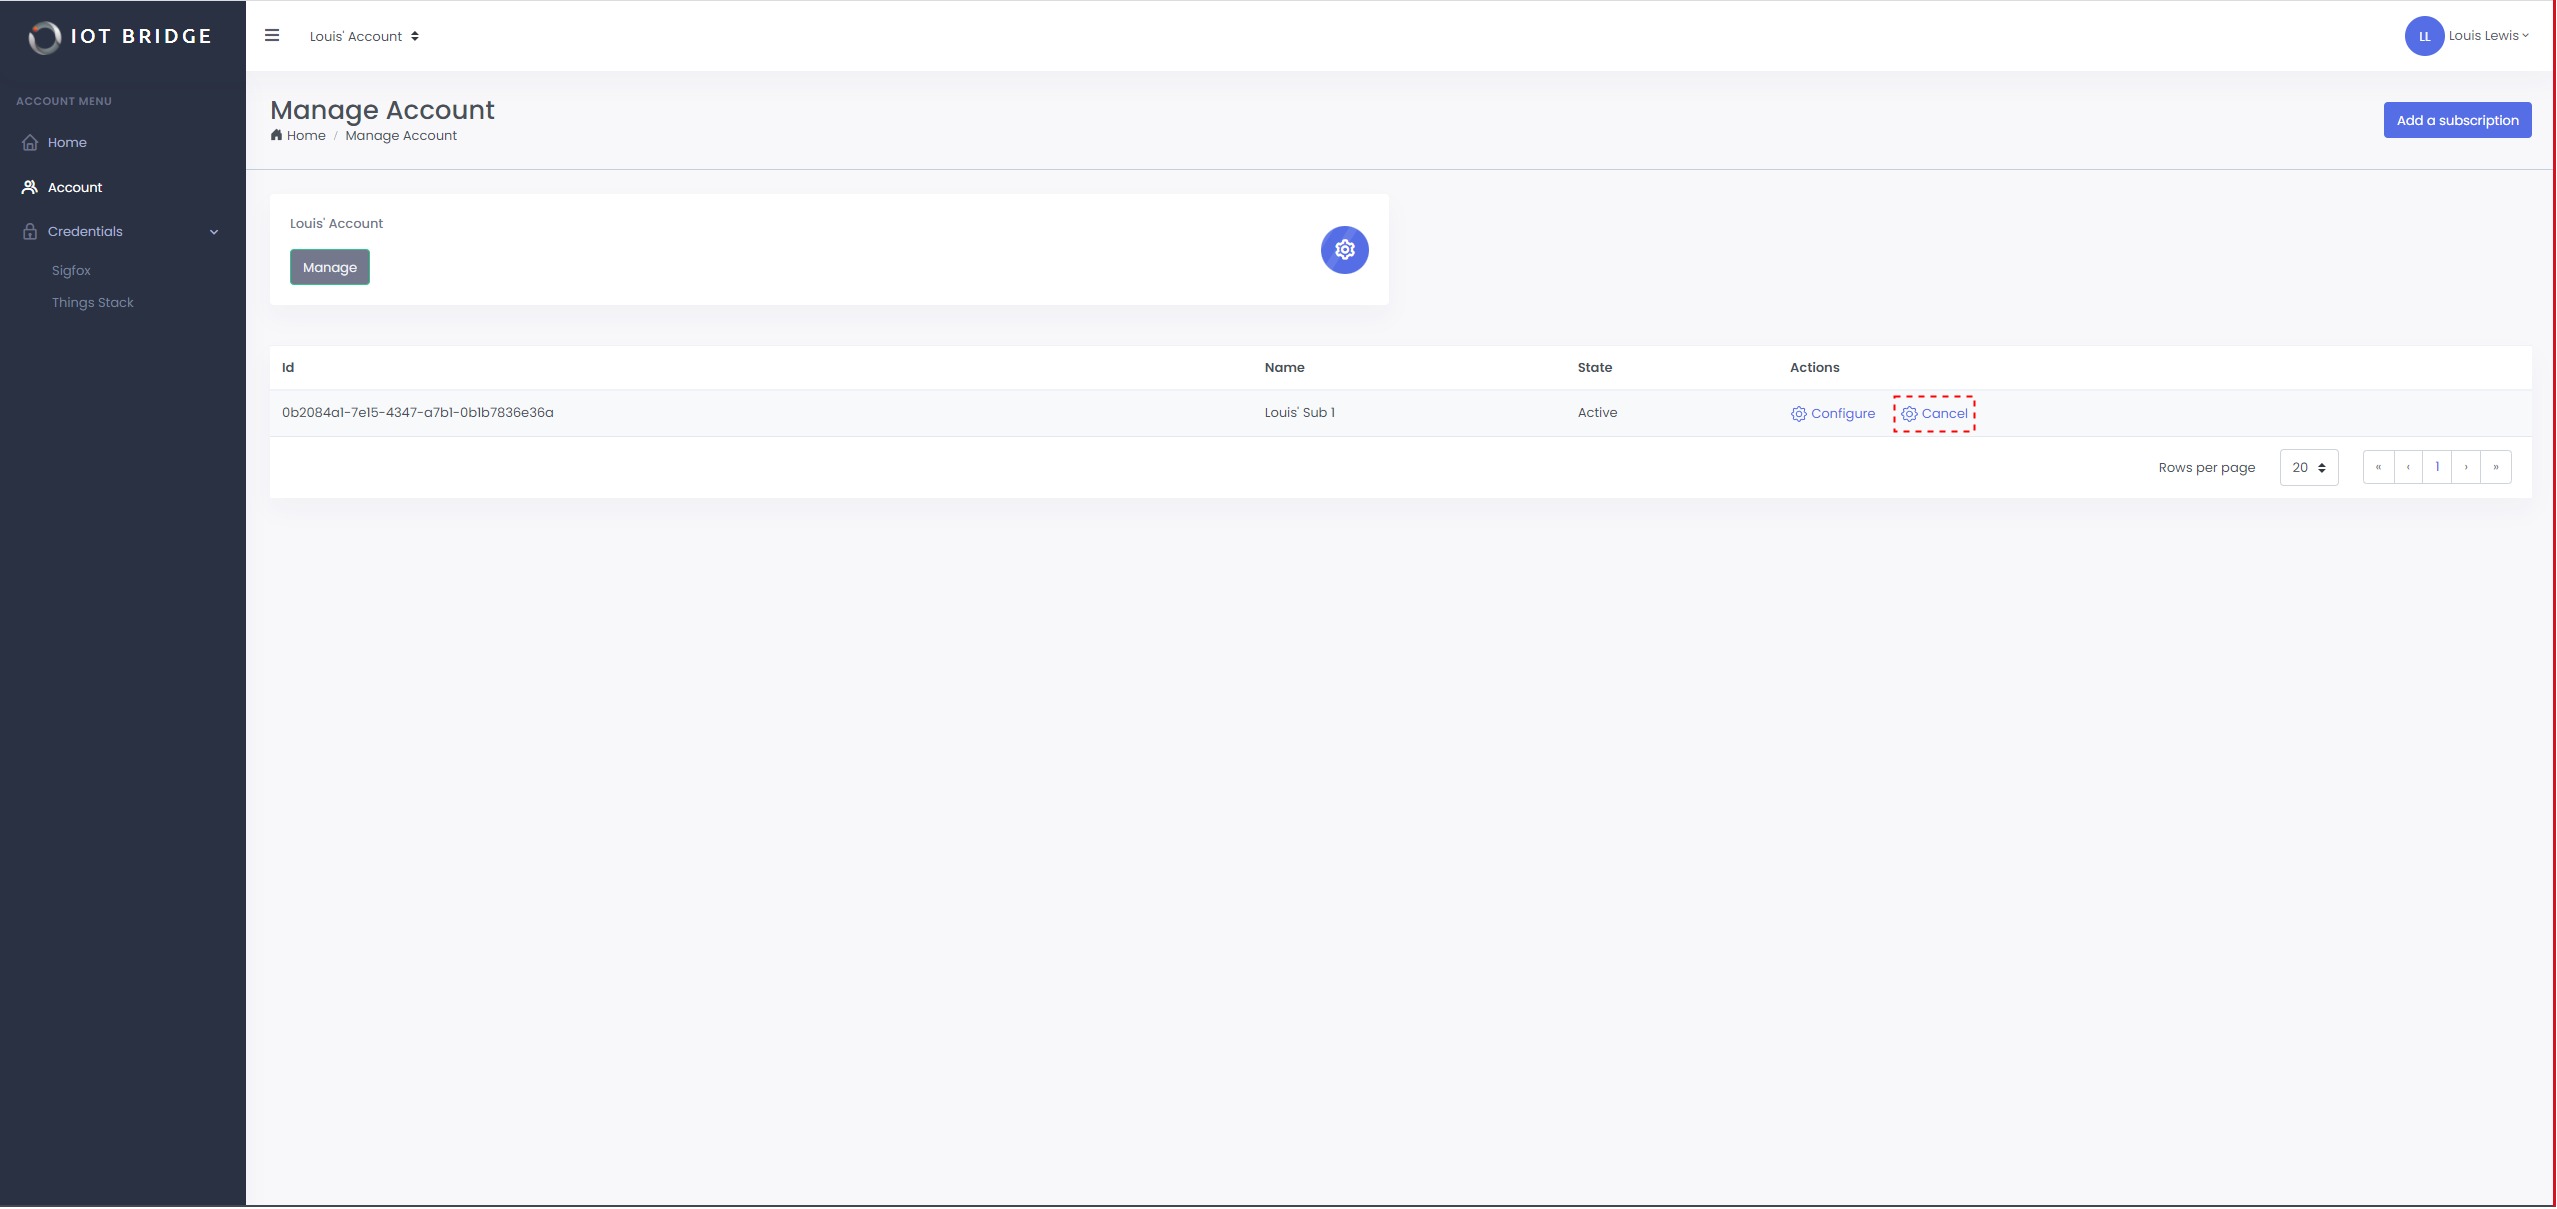 IOT BRIDGE
Louis' Account
LL Louis Lewis
ACCOUNT MENU
Home
Account
Credentials
Sigfox
Things Stack
Manage Account
Home / Manage Account
Add a subscription
Louis' Account
Manage
Id Name State Actions
0b2084a1-7e15-4347-a7b1-0b1b7836e36a Louis' Sub 1 Active Configure Cancel
Rows per page 20 « ‹ 1 › »